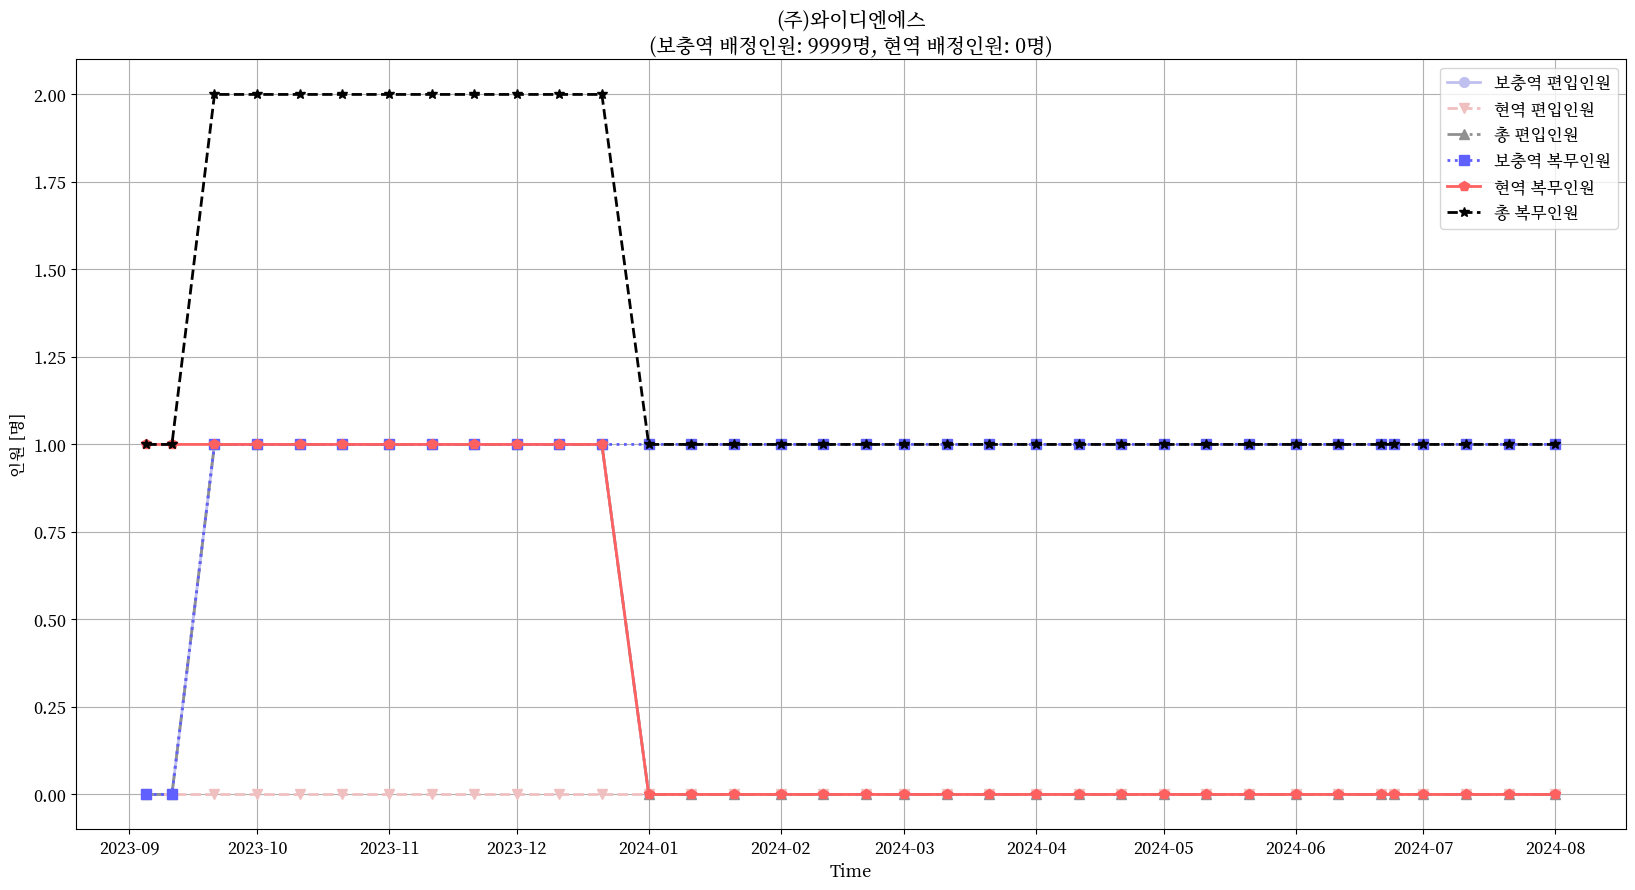 (주)와이디엔에스
(보충역 배정인원: 9999명, 현역 배정인원: 0명)
보충역 편입인원
현역 편입인원
총 편입인원
보충역 복무인원
현역 복무인원
총 복무인원
2.00
1.75
1.50
1.25
1.00
0.75
0.50
0.25
0.00
인원 [명]
2023-09 2023-10 2023-11 2023-12 2024-01 2024-02 2024-03 2024-04 2024-05 2024-06 2024-07 2024-08
Time